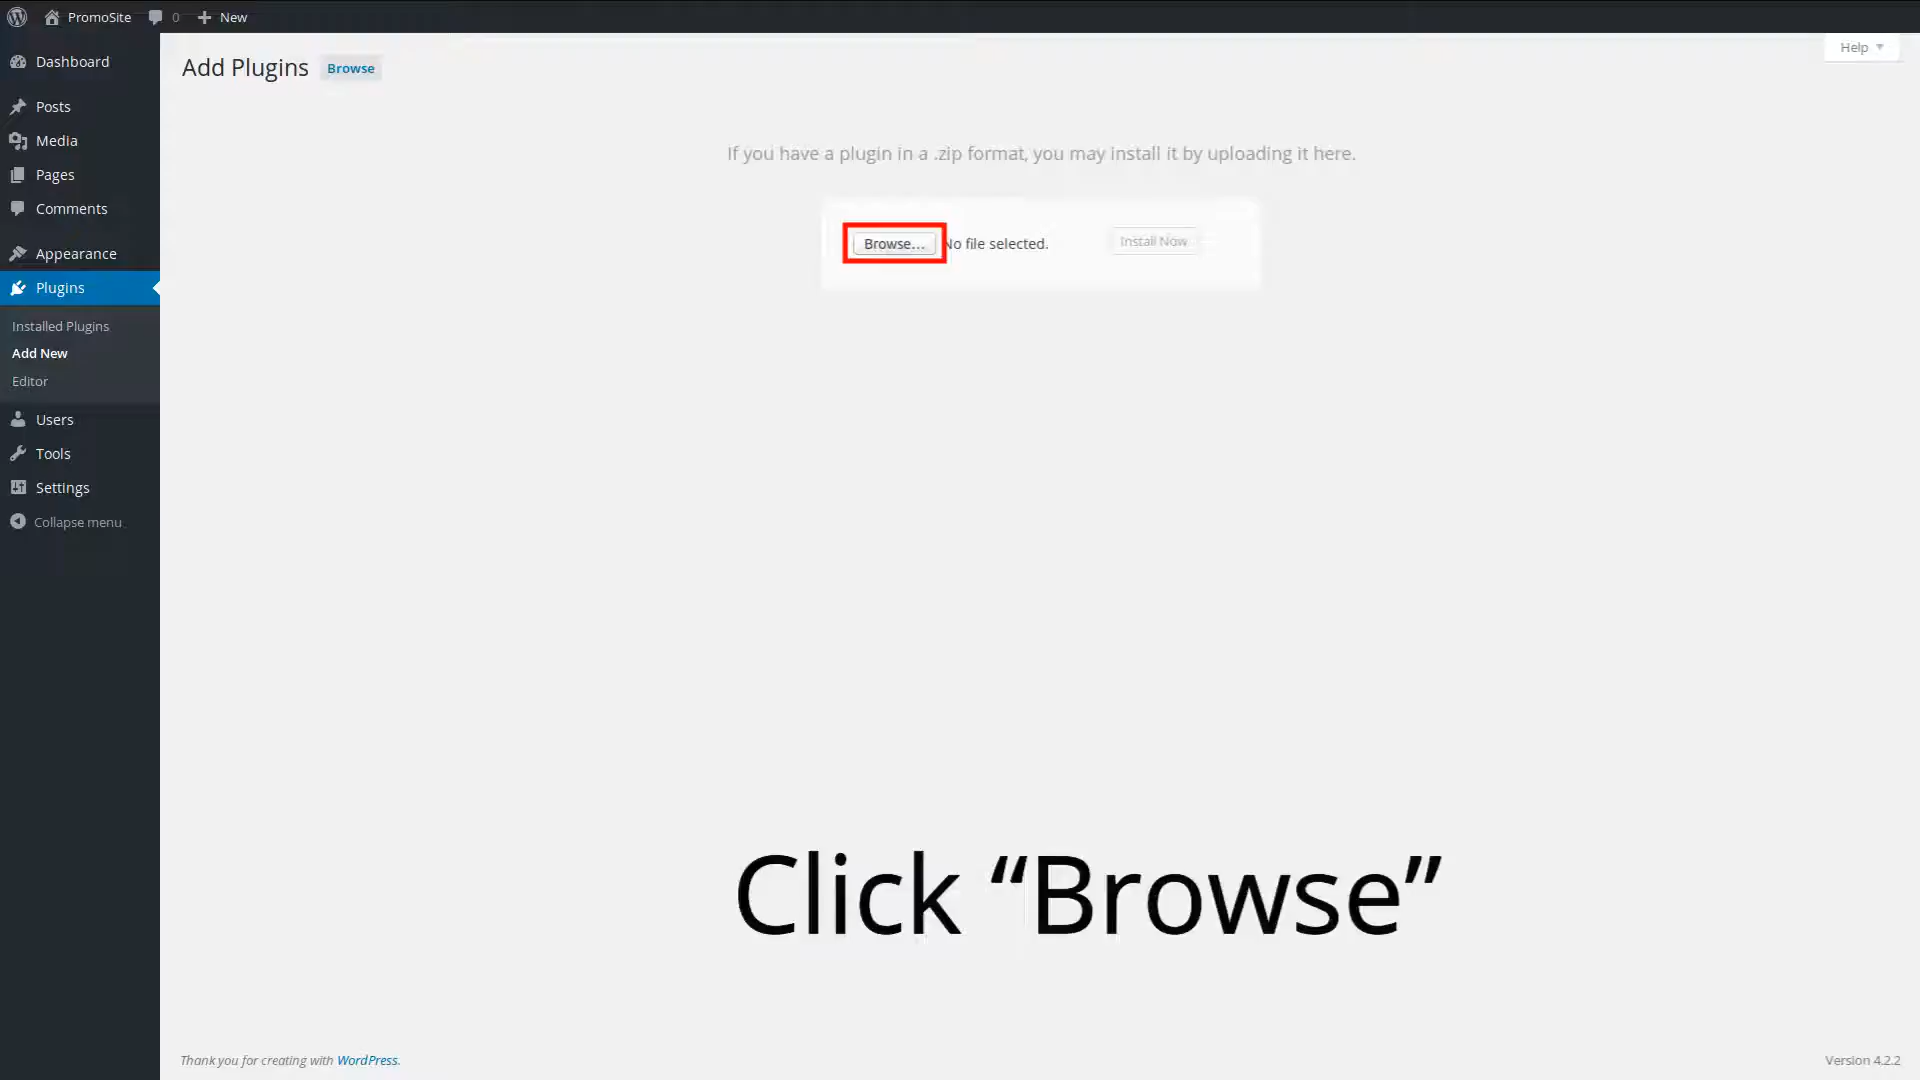 PromoSite 0 New
Help
Dashboard
Add Plugins Browse
Posts
Media
Pages
Comments
Appearance
Plugins
Installed Plugins
Add New
Editor
Users
Tools
Settings
Collapse menu
If you have a plugin in a .zip format, you may install it by uploading it here.
Browse... No file selected. Install Now
Click “Browse”
Thank you for creating with WordPress.
Version 4.2.2